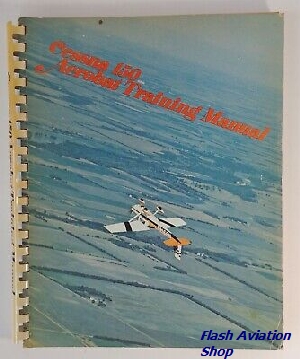 Cessna 150
Aerobat Training Manual
Flash Aviation
Shop